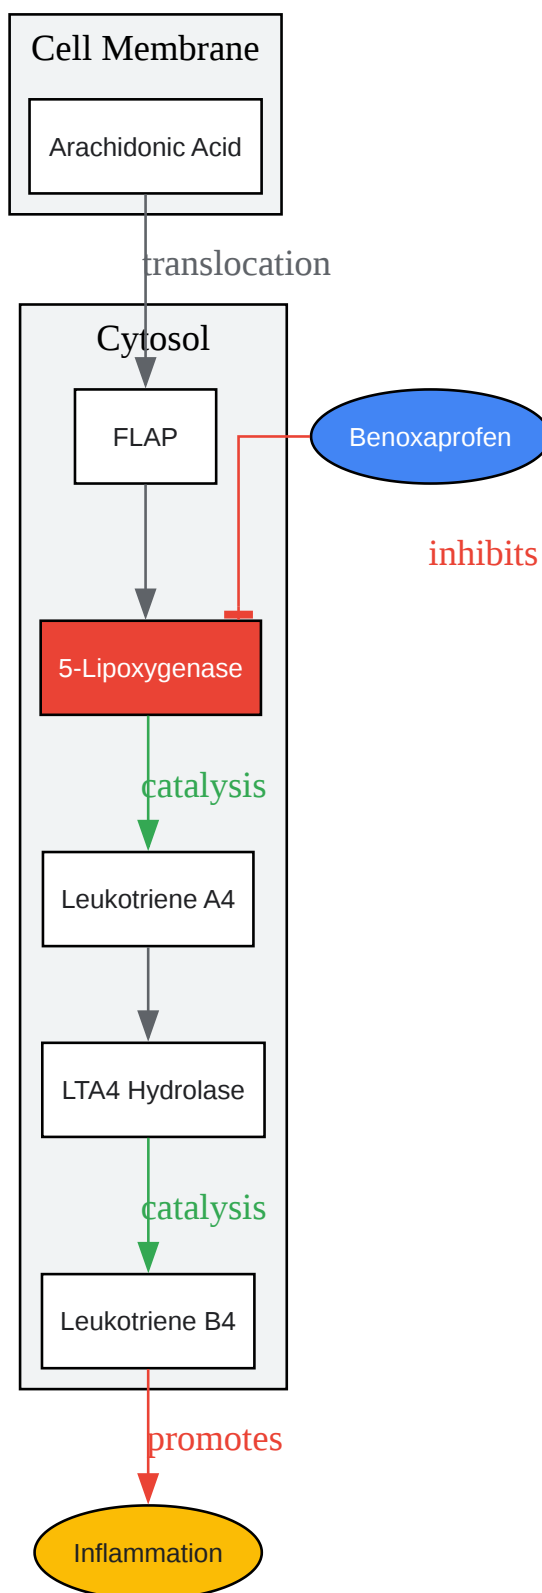 Cell Membrane
Arachidonic Acid
translocation
Cytosol
FLAP
Benoxaprofen
inhibits
5-Lipoxygenase
catalysis
Leukotriene A4
LTA4 Hydrolase
catalysis
Leukotriene B4
promotes
Inflammation